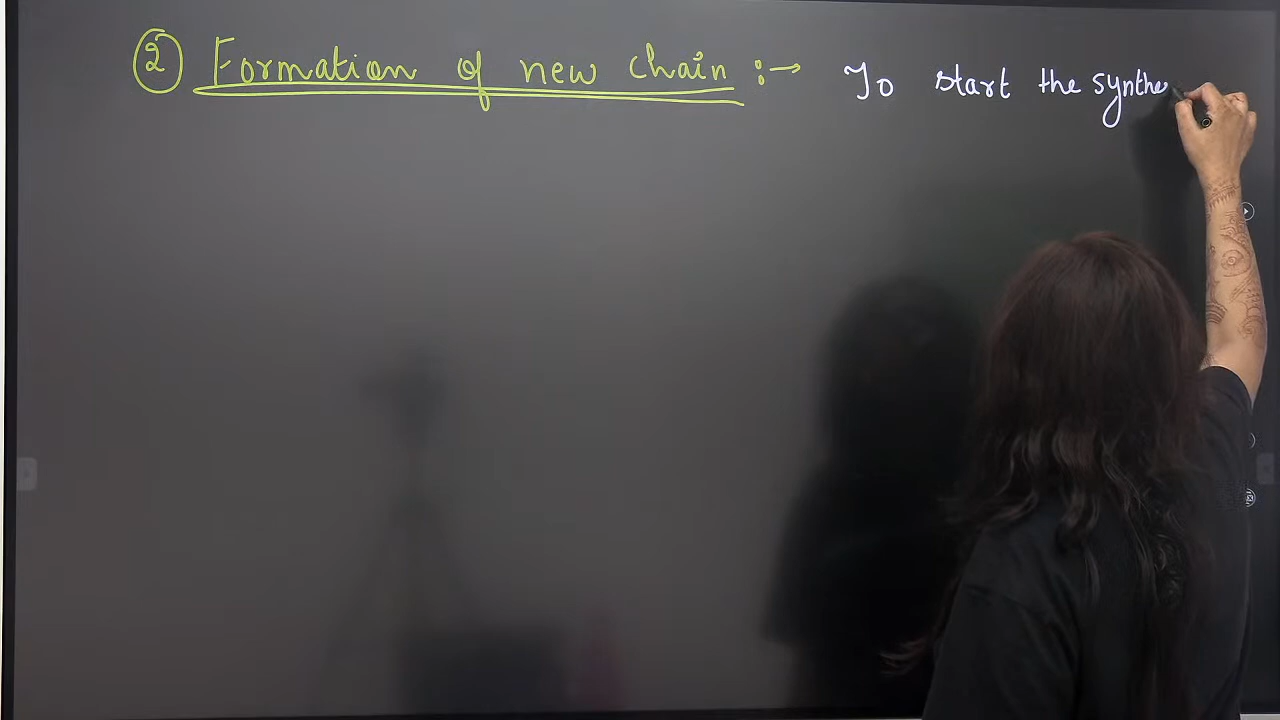 ② Formation of new chain :→ To start the synthe